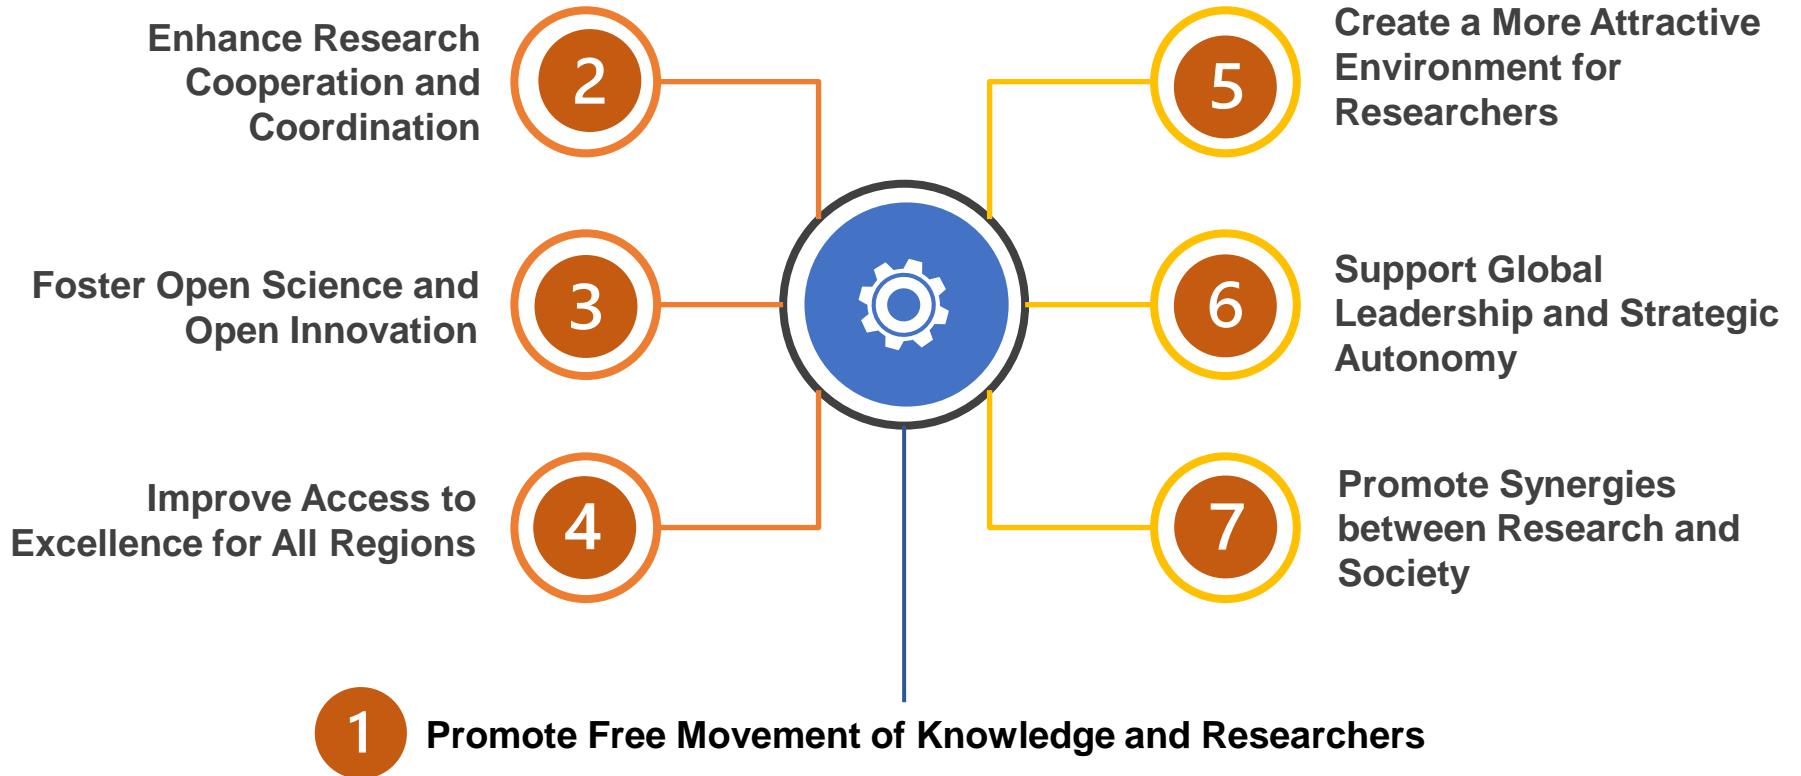 Enhance Research
Cooperation and
Coordination
2
Foster Open Science and
Open Innovation
3
Improve Access to
Excellence for All Regions
4
5
Create a More Attractive
Environment for
Researchers
6
Support Global
Leadership and Strategic
Autonomy
7
Promote Synergies
between Research and
Society
1
Promote Free Movement of Knowledge and Researchers